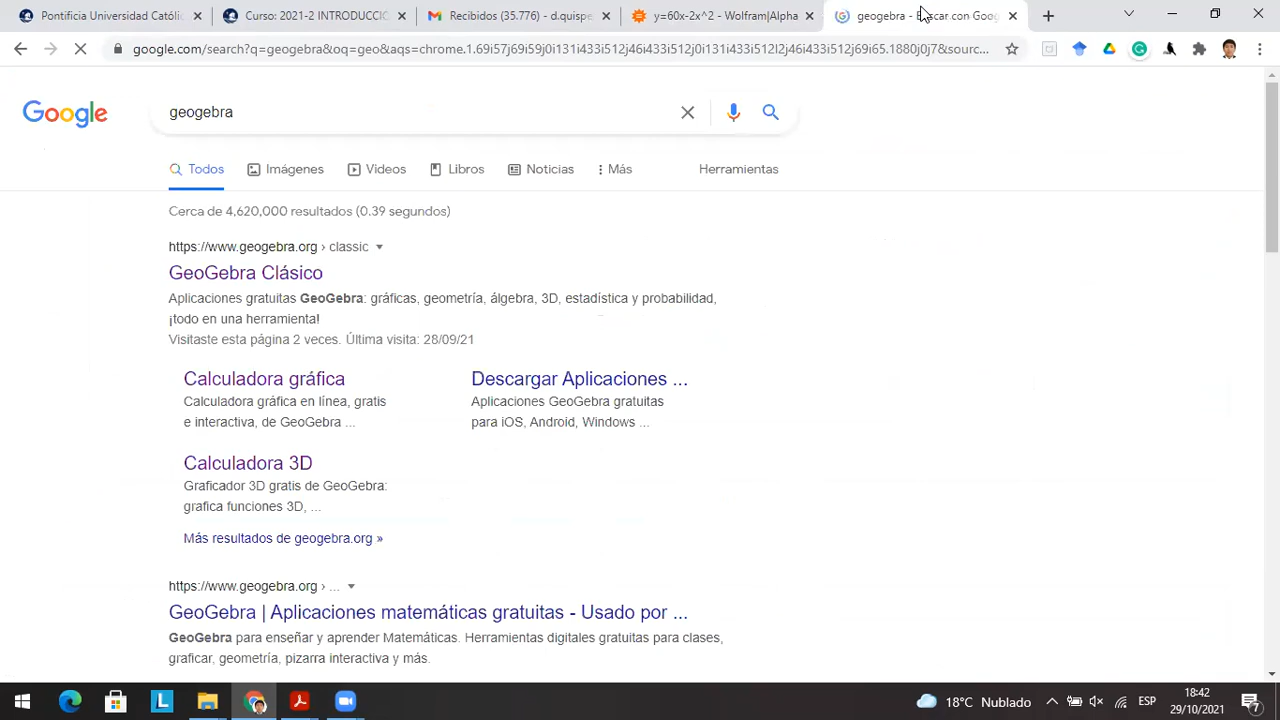 Pontificia Universidad Catolic
Curso: 2021-2 INTRODUCCIÓ
Recibidos (35.776) - d.quispe
y=60x-2x^2 - Wolfram|Alpha
geogebra - Buscar con Goog
google.com/search?q=geogebra&oq=geo&aqs=chrome.1.69i57j69i59j0i131i433i512j46i433i512j0i131i433i512l2j46i433i512j69i65.1880j0j7&sourc...
Google
geogebra
Todos
Imágenes
Videos
Libros
Noticias
Más
Herramientas
Cerca de 4,620,000 resultados (0.39 segundos)
https://www.geogebra.org › classic
GeoGebra Clásico
Aplicaciones gratuitas GeoGebra: gráficas, geometría, álgebra, 3D, estadística y probabilidad,
¡todo en una herramienta!
Visitaste esta página 2 veces. Última visita: 28/09/21
Calculadora gráfica
Calculadora gráfica en línea, gratis
e interactiva, de GeoGebra ...
Descargar Aplicaciones ...
Aplicaciones GeoGebra gratuitas
para iOS, Android, Windows ...
Calculadora 3D
Graficador 3D gratis de GeoGebra:
grafica funciones 3D, ...
Más resultados de geogebra.org »
https://www.geogebra.org › ...
GeoGebra | Aplicaciones matemáticas gratuitas - Usado por ...
GeoGebra para enseñar y aprender Matemáticas. Herramientas digitales gratuitas para clases,
graficar, geometría, pizarra interactiva y más.
18°C Nublado
ESP
18:42
29/10/2021
7